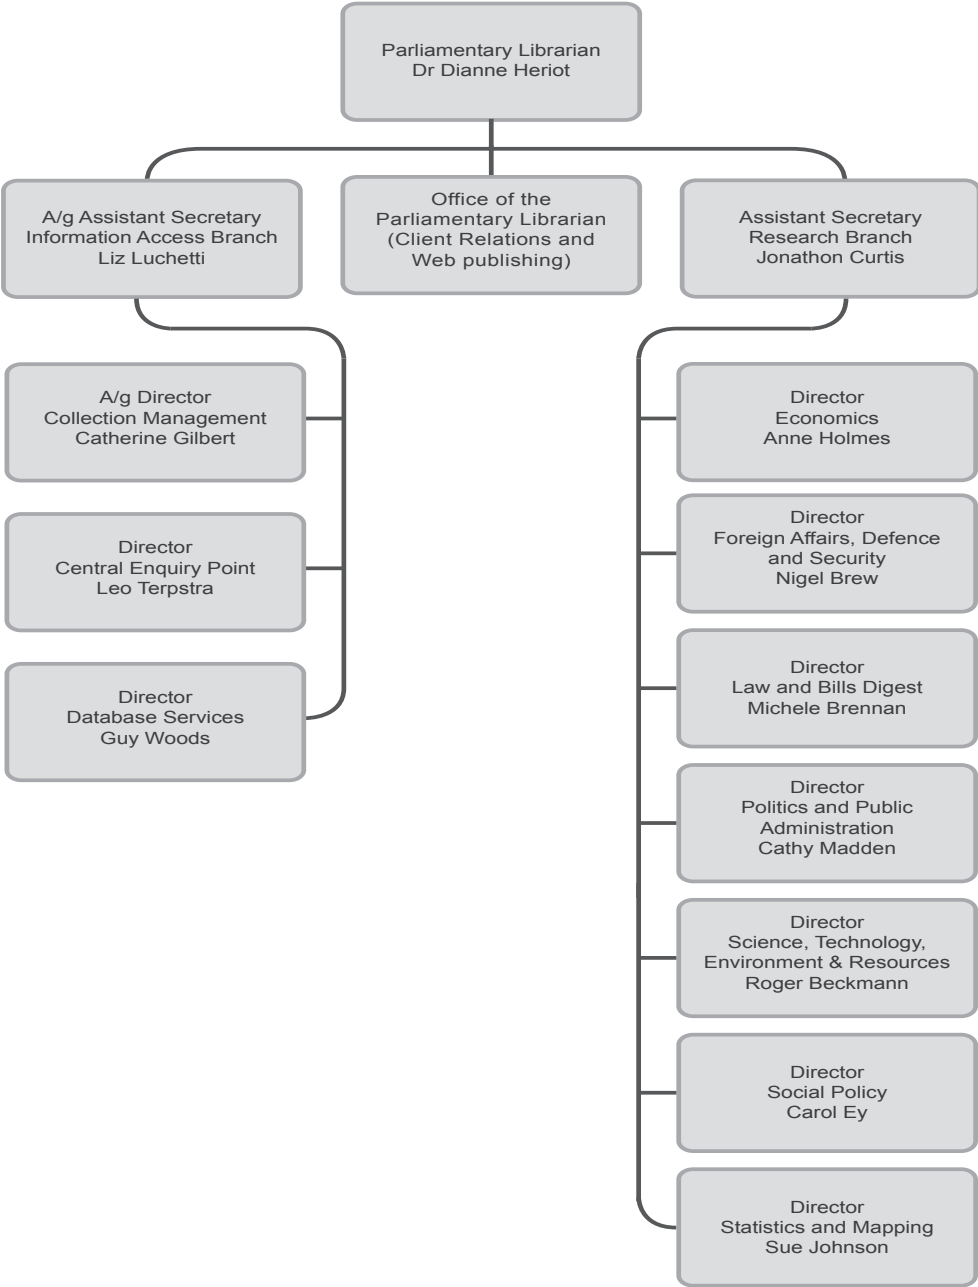 Parliamentary Librarian
Dr Dianne Heriot
A/g Assistant Secretary
Information Access Branch
Liz Luchetti
Office of the
Parliamentary Librarian
(Client Relations and
Web publishing)
Assistant Secretary
Research Branch
Jonathon Curtis
A/g Director
Collection Management
Catherine Gilbert
Director
Central Enquiry Point
Leo Terpstra
Director
Database Services
Guy Woods
Director
Economics
Anne Holmes
Director
Foreign Affairs, Defence
and Security
Nigel Brew
Director
Law and Bills Digest
Michele Brennan
Director
Politics and Public
Administration
Cathy Madden
Director
Science, Technology,
Environment & Resources
Roger Beckmann
Director
Social Policy
Carol Ey
Director
Statistics and Mapping
Sue Johnson